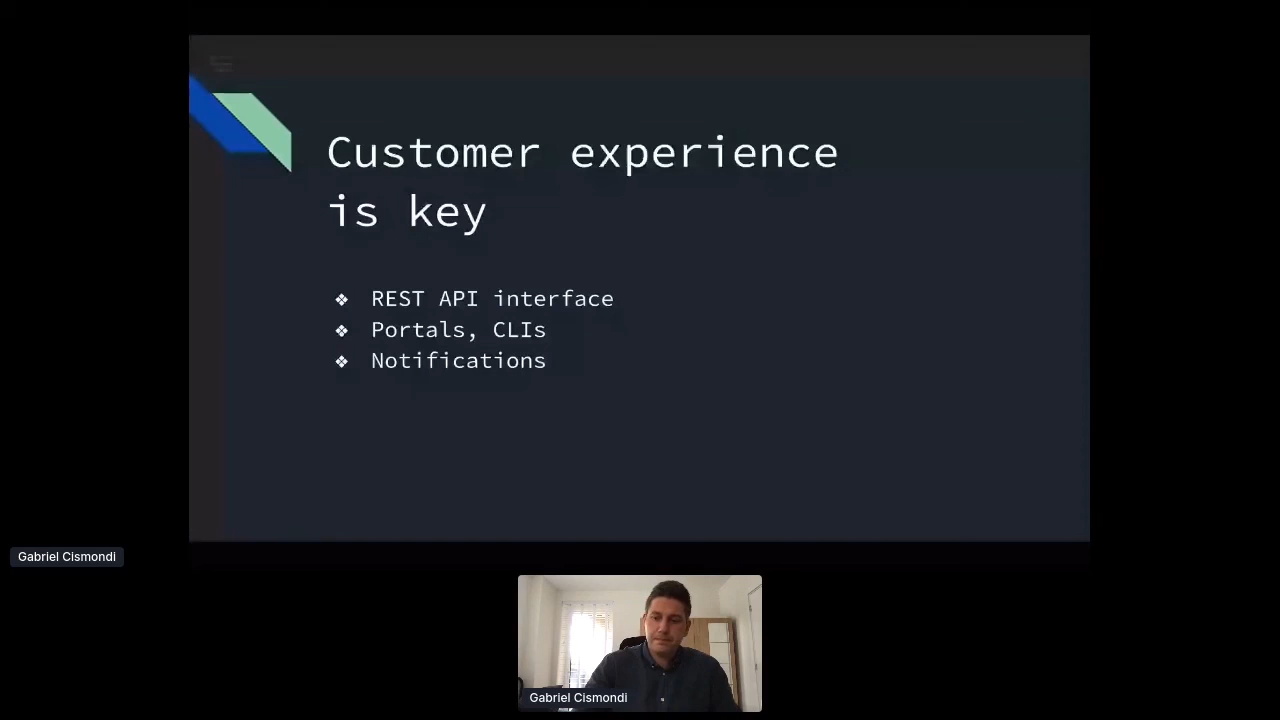 Customer experience
is key
❖ REST API interface
❖ Portals, CLIs
❖ Notifications
Gabriel Cismondi
Gabriel Cismondi